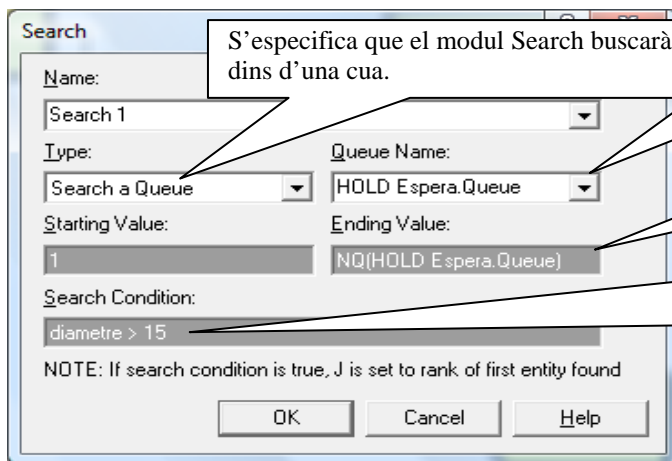 Search
S’especifica que el modul Search buscarà
dins d’una cua.
Name:
Search 1
Type:
Queue Name:
Search a Queue
HOLD Espera.Queue
Starting Value:
Ending Value:
1
NQ(HOLD Espera.Queue)
Search Condition:
diametre > 15
NOTE: If search condition is true, J is set to rank of first entity found
OK
Cancel
Help